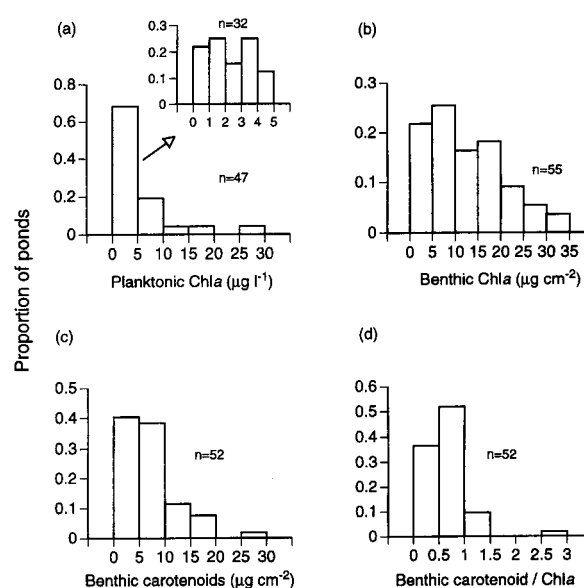 (a)
n=32
0.3
0.2
0.1
0
0 1 2 3 4 5
0.8
0.6
0.4
0.2
0
n=47
0 5 10 15 20 25 30
Planktonic Chla (µg l-1)
(b)
0.3
0.2
0.1
0
n=55
0 5 10 15 20 25 30 35
Benthic Chla (µg cm-2)
Proportion of ponds
(c)
0.5
0.4
0.3
0.2
0.1
0
n=52
0 5 10 15 20 25 30
Benthic carotenoids (µg cm-2)
(d)
0.6
0.5
0.4
0.3
0.2
0.1
0
n=52
0 0.5 1 1.5 2 2.5 3
Benthic carotenoid / Chla